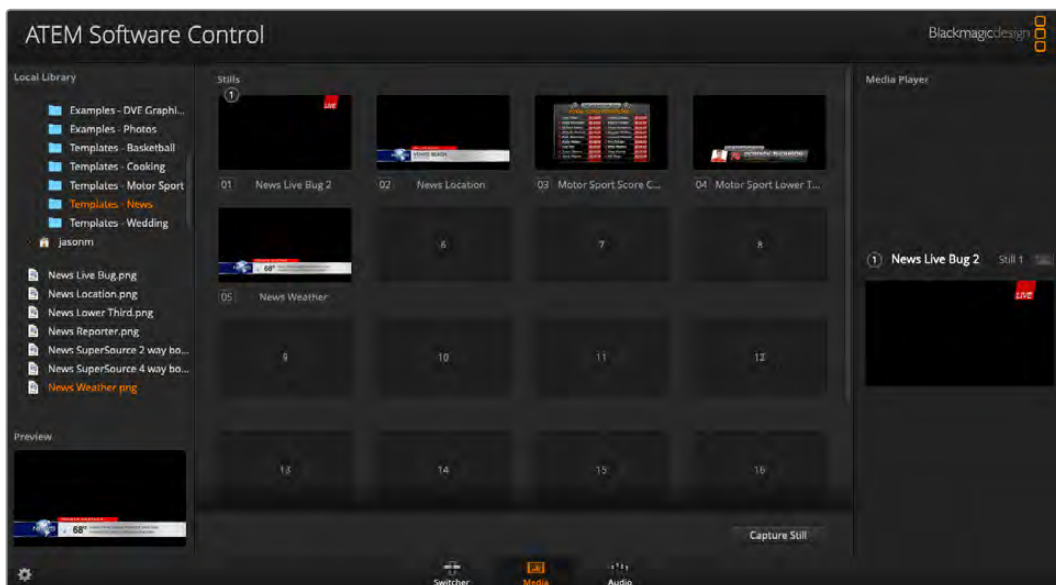 ATEM Software Control
Blackmagicdesign
Local Library
Examples - DVE Graphi...
Examples - Photos
Templates - Basketball
Templates - Cooking
Templates - Motor Sport
Templates - News
Templates - Wedding
jasonm
News Live Bug.png
News Location.png
News Lower Third.png
News Reporter.png
News SuperSource 2 way bo...
News SuperSource 4 way bo...
News Weather.png
Preview
68°
Stills
1
LIVE
VENICE BEACH
01 News Live Bug 2
02 News Location
03 Motor Sport Score C...
04 Motor Sport Lower T...
68°
05 News Weather
6
7
8
9
10
11
12
13
14
15
16
Capture Still
Media Player
1 News Live Bug 2 Still 1
LIVE
Switcher
Media
Audio